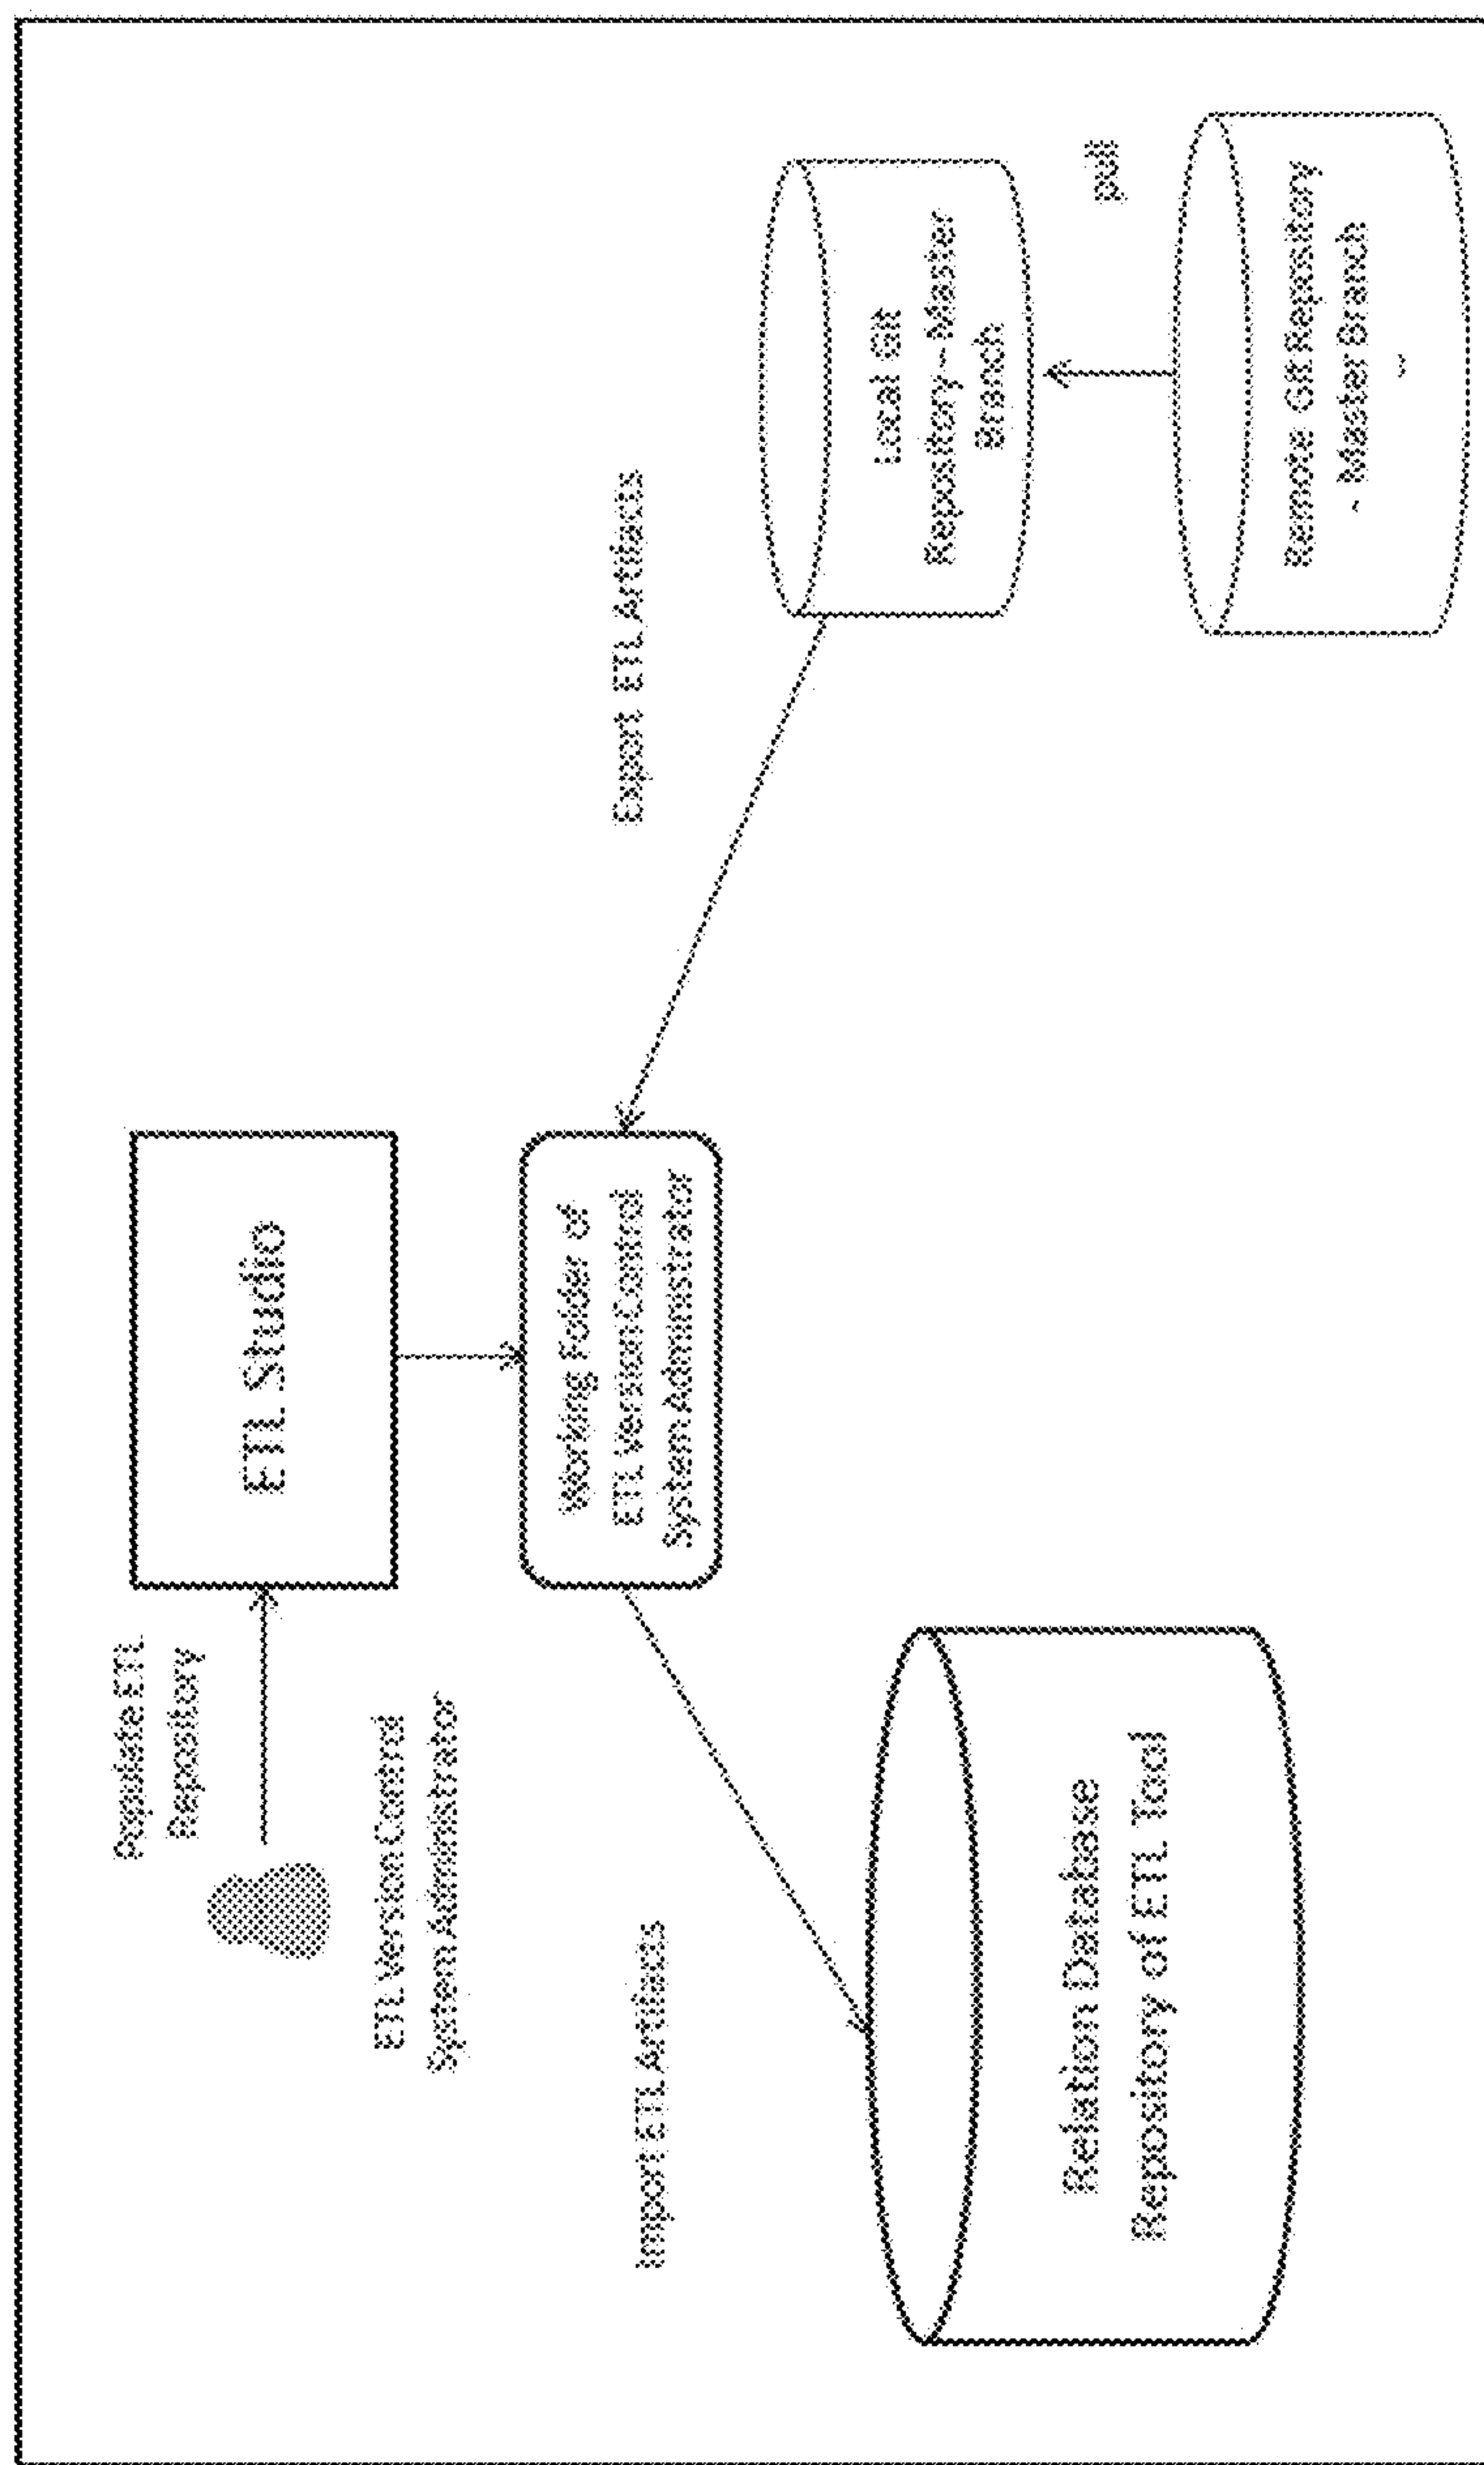 Populate ETL
Repository
ETL Version Control
System Administrator
ETL Studio
Working Folder of
ETL Version Control
System Administrator
Import ETL Artifacts
Export ETL Artifacts
Relation Database
Repository of ETL Tool
Local Git
Repository-Master
Branch
pull
Remote Git Repository
- Master Branch